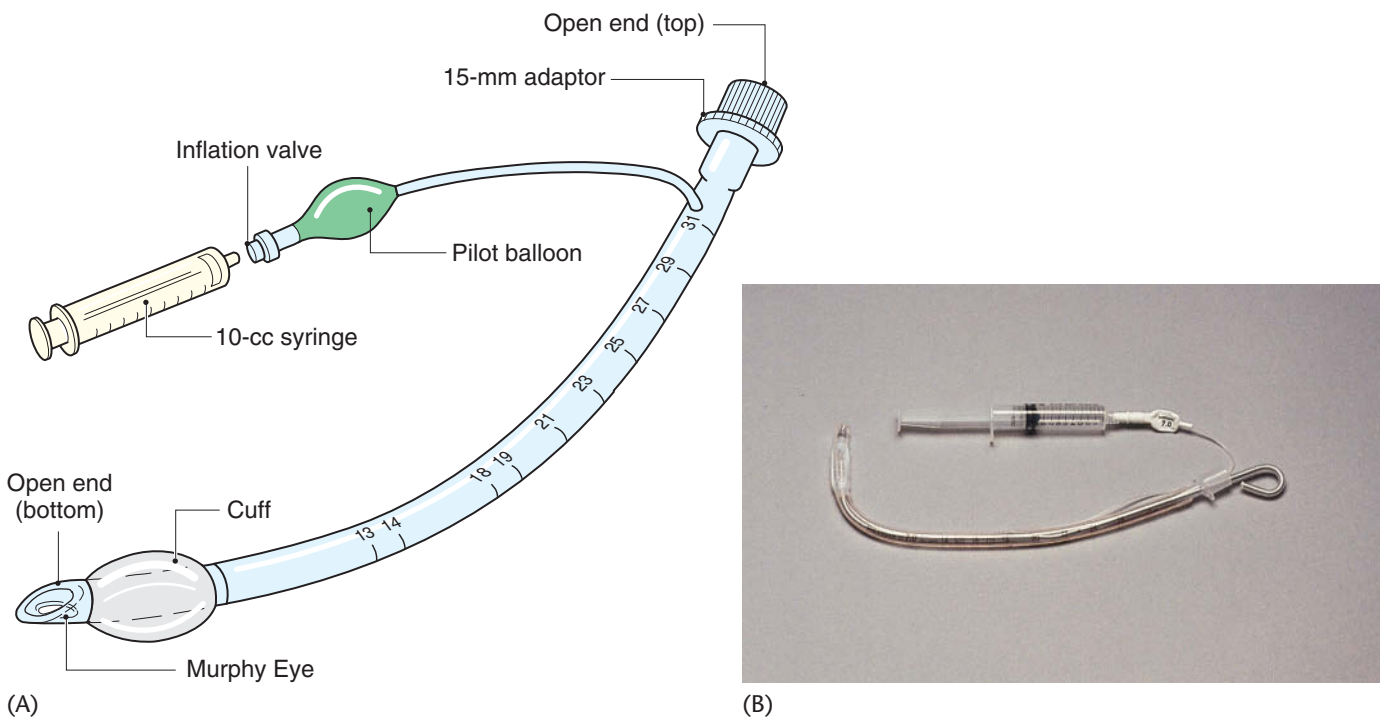 Open end (top)
15-mm adaptor
Inflation valve
Pilot balloon
10-cc syringe
31
29
27
25
23
21
19
18
14
13
Open end
(bottom)
Cuff
Murphy Eye
(A)
7.0
(B)